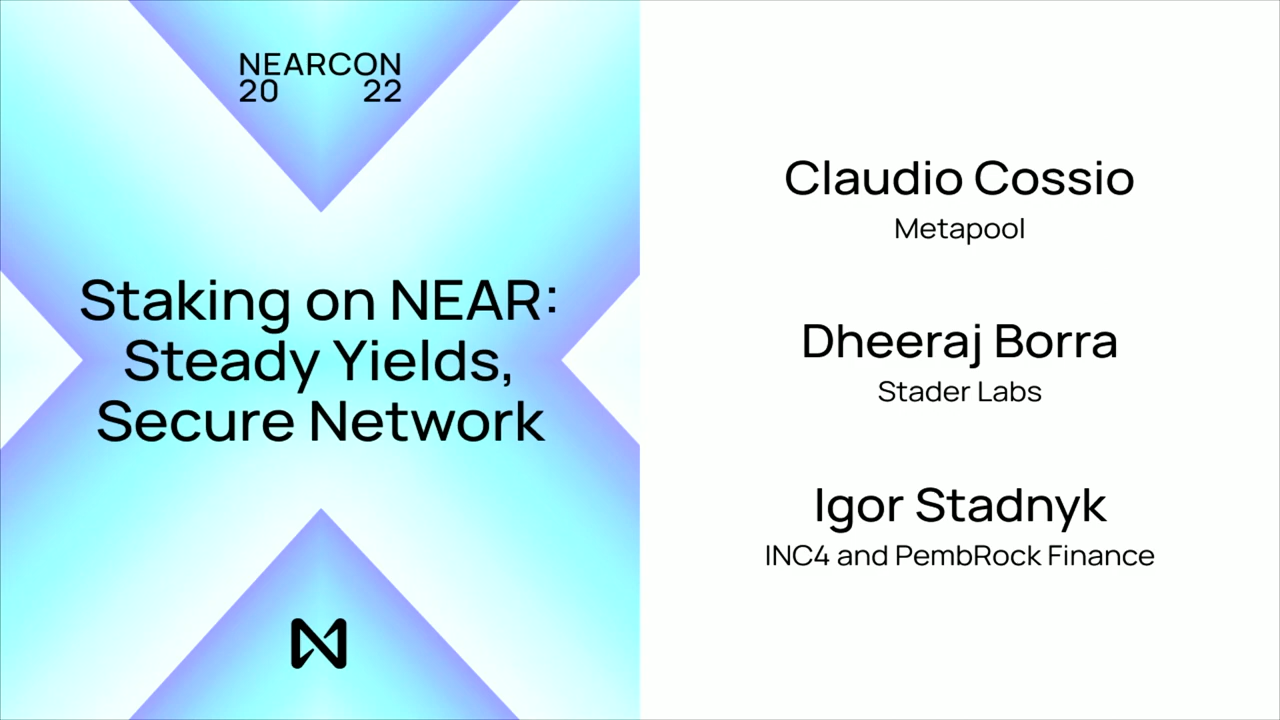 NEARCON
20 22
Staking on NEAR:
Steady Yields,
Secure Network
Claudio Cossio
Metapool
Dheeraj Borra
Stader Labs
Igor Stadnyk
INC4 and PembRock Finance